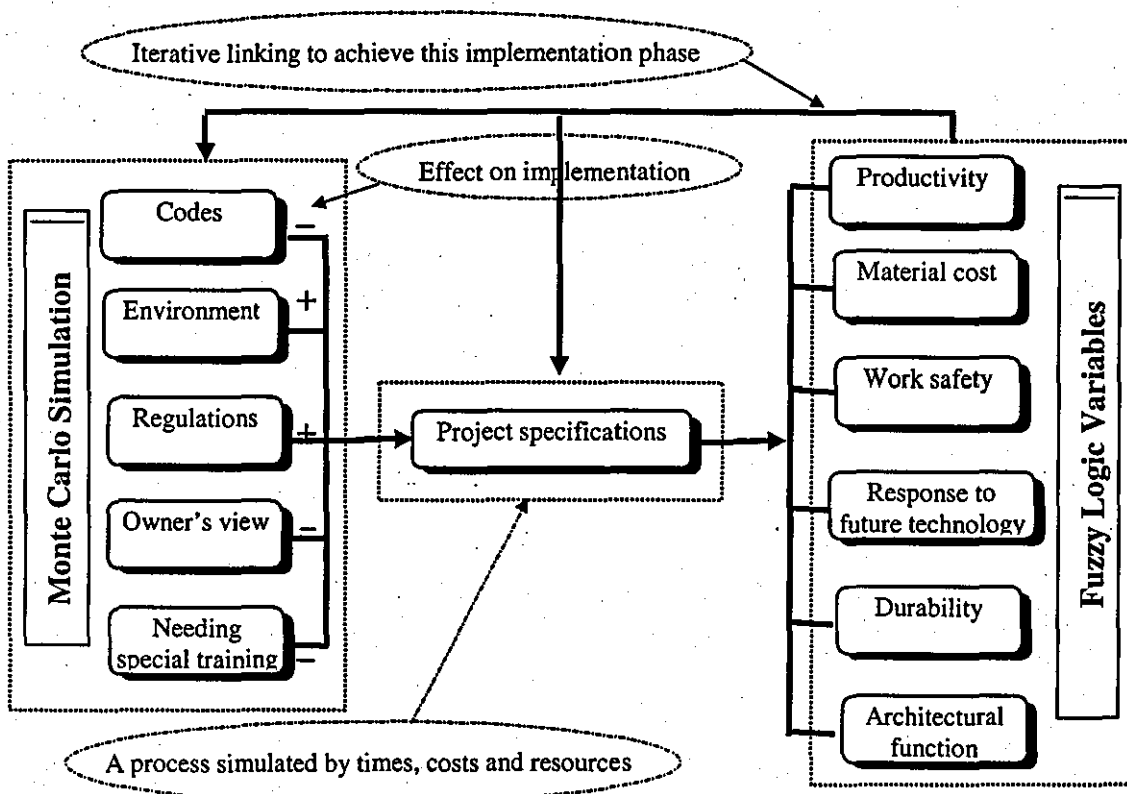 Iterative linking to achieve this implementation phase
Effect on implementation
Monte Carlo Simulation
Codes
−
Environment
+
Regulations
+
Owner's view
−
Needing
special training
−
Project specifications
A process simulated by times, costs and resources
Productivity
Material cost
Work safety
Response to
future technology
Durability
Architectural
function
Fuzzy Logic Variables